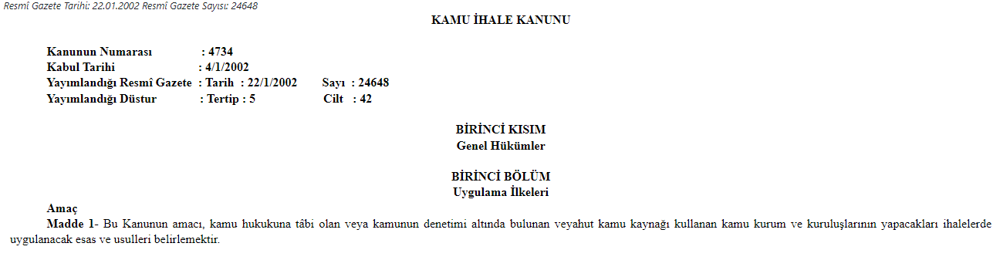 Resmî Gazete Tarihi: 22.01.2002 Resmî Gazete Sayısı: 24648
KAMU İHALE KANUNU
Kanunun Numarası : 4734
Kabul Tarihi : 4/1/2002
Yayımlandığı Resmî Gazete : Tarih : 22/1/2002 Sayı : 24648
Yayımlandığı Düstur : Tertip : 5 Cilt : 42
BİRİNCİ KISIM
Genel Hükümler
BİRİNCİ BÖLÜM
Uygulama İlkeleri
Amaç
Madde 1- Bu Kanunun amacı, kamu hukukuna tâbi olan veya kamunun denetimi altında bulunan veyahut kamu kaynağı kullanan kamu kurum ve kuruluşlarının yapacakları ihalelerde
uygulanacak esas ve usulleri belirlemektir.